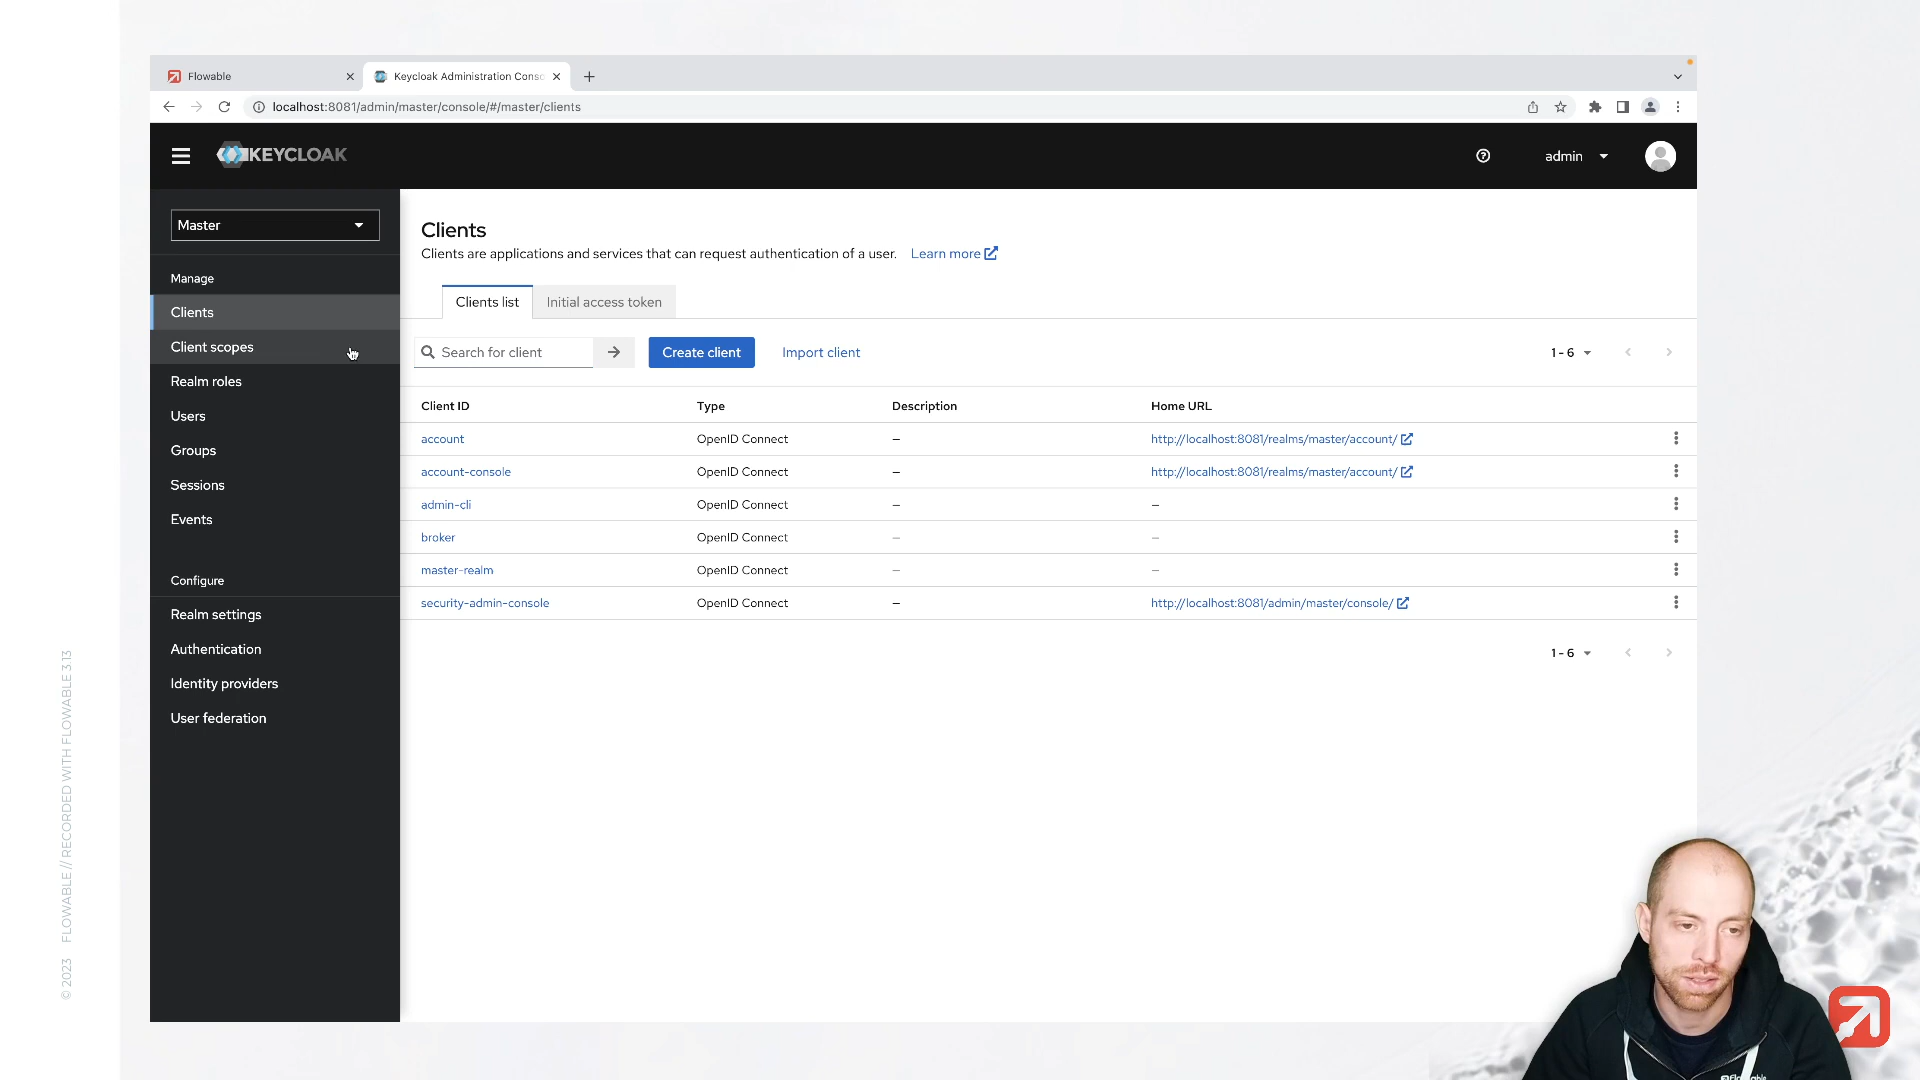 Flowable
Keycloak Administration Conso
localhost:8081/admin/master/console/#/master/clients
KEYCLOAK
admin
Master
Manage
Clients
Client scopes
Realm roles
Users
Groups
Sessions
Events
Configure
Realm settings
Authentication
Identity providers
User federation
Clients
Clients are applications and services that can request authentication of a user. Learn more
Clients list
Initial access token
Search for client
Create client
Import client
1 - 6
Client ID Type Description Home URL
account OpenID Connect – http://localhost:8081/realms/master/account/
account-console OpenID Connect – http://localhost:8081/realms/master/account/
admin-cli OpenID Connect – –
broker OpenID Connect – –
master-realm OpenID Connect – –
security-admin-console OpenID Connect – http://localhost:8081/admin/master/console/
1 - 6
© 2023 FLOWABLE // RECORDED WITH FLOWABLE 3.13